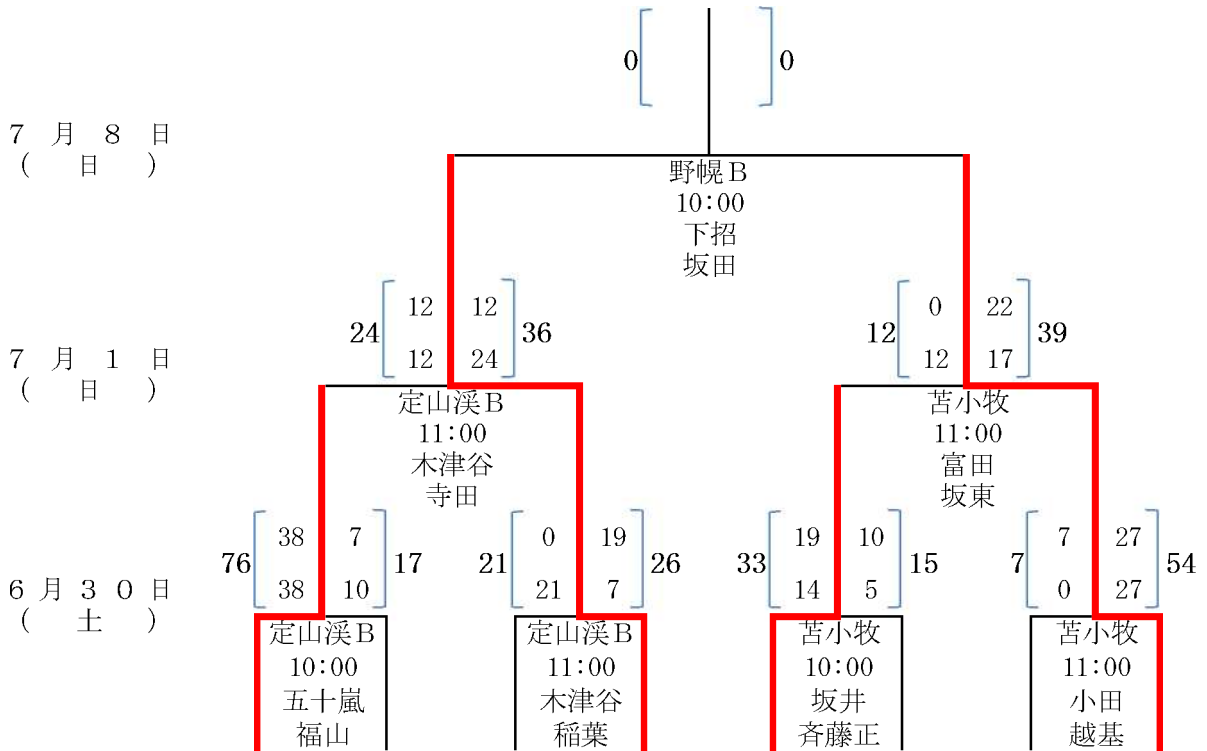 0 0
7 月 8 日
( 日 )
野幌B
10:00
下招
坂田
12 12
24 36
12 24
0 22
12 39
12 17
7 月 1 日
( 日 )
定山渓B
11:00
木津谷
寺田
苫小牧
11:00
富田
坂東
38 7
76 17
38 10
0 19
21 26
21 7
19 10
33 15
14 5
7 27
7 54
0 27
6 月 3 0 日
( 土 )
定山渓B
10:00
五十嵐
福山
定山渓B
11:00
木津谷
稲葉
苫小牧
10:00
坂井
斉藤正
苫小牧
11:00
小田
越基